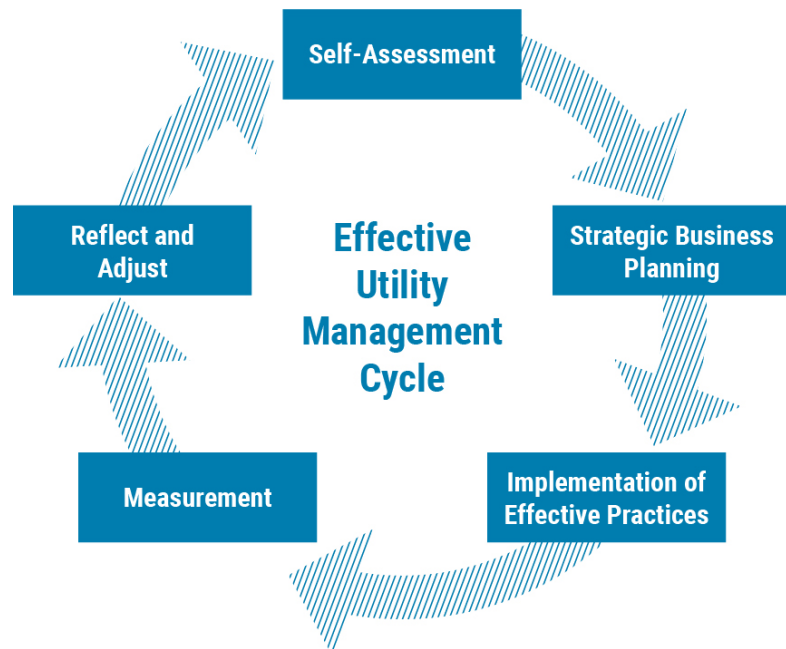 Self-Assessment
Strategic Business
Planning
Implementation of
Effective Practices
Measurement
Reflect and
Adjust
Effective
Utility
Management
Cycle